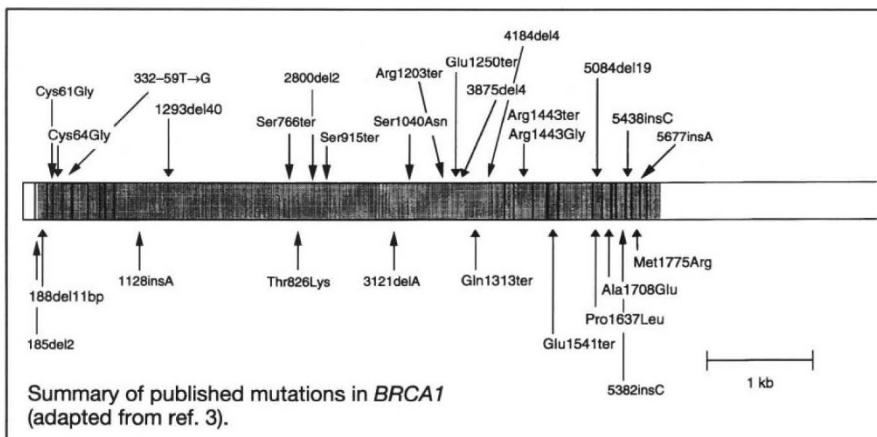 4184del4
332–59T→G
2800del2
Arg1203ter
Glu1250ter
5084del19
Cys61Gly
1293del40
3875del4
Cys64Gly
Ser766ter
Ser915ter
Ser1040Asn
Arg1443ter
Arg1443Gly
5438insC
5677insA
188del11bp
185del2
1128insA
Thr826Lys
3121delA
Gln1313ter
Met1775Arg
Ala1708Glu
Pro1637Leu
Glu1541ter
5382insC
1 kb
Summary of published mutations in BRCA1
(adapted from ref. 3).